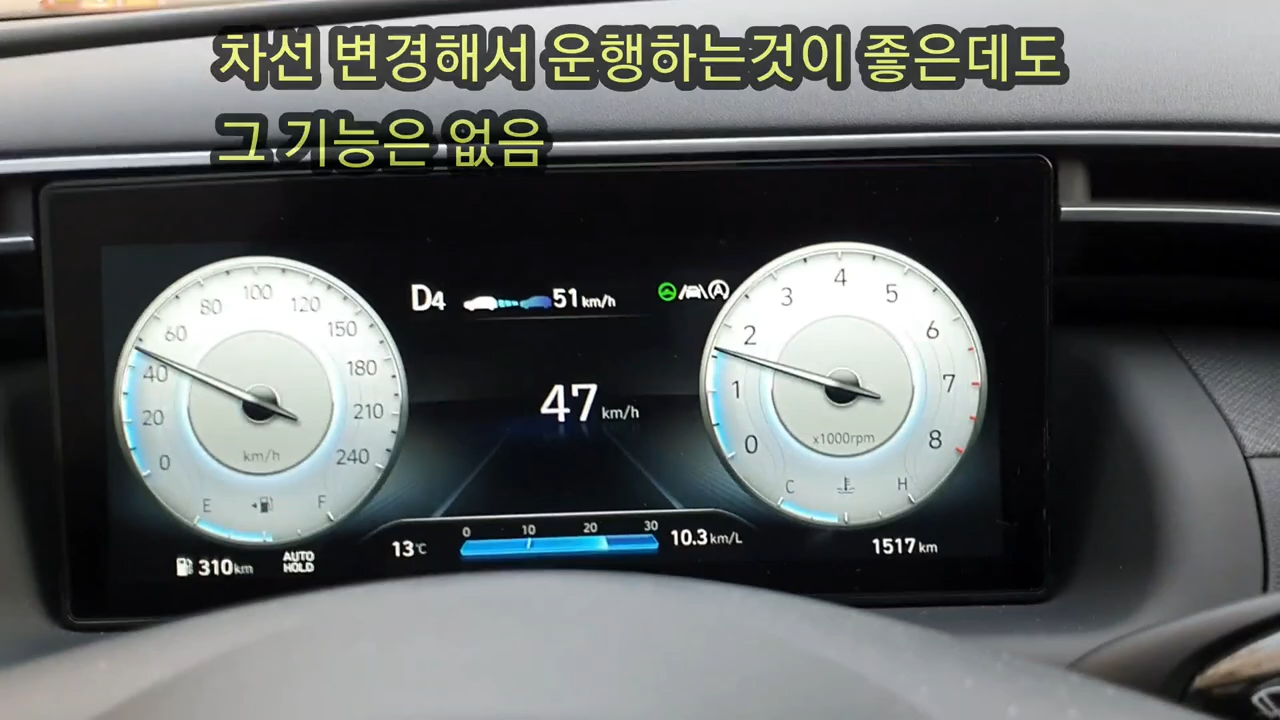 차선 변경해서 운행하는것이 좋은데도
그 기능은 없음
D4 51 km/h A
47 km/h
0 20 40 60 80 100 120 150 180 210 240
km/h
E F
0 1 2 3 4 5 6 7 8
x1000rpm
C H
0 10 20 30
310 km AUTO HOLD 13℃ 10.3 km/L 1517 km